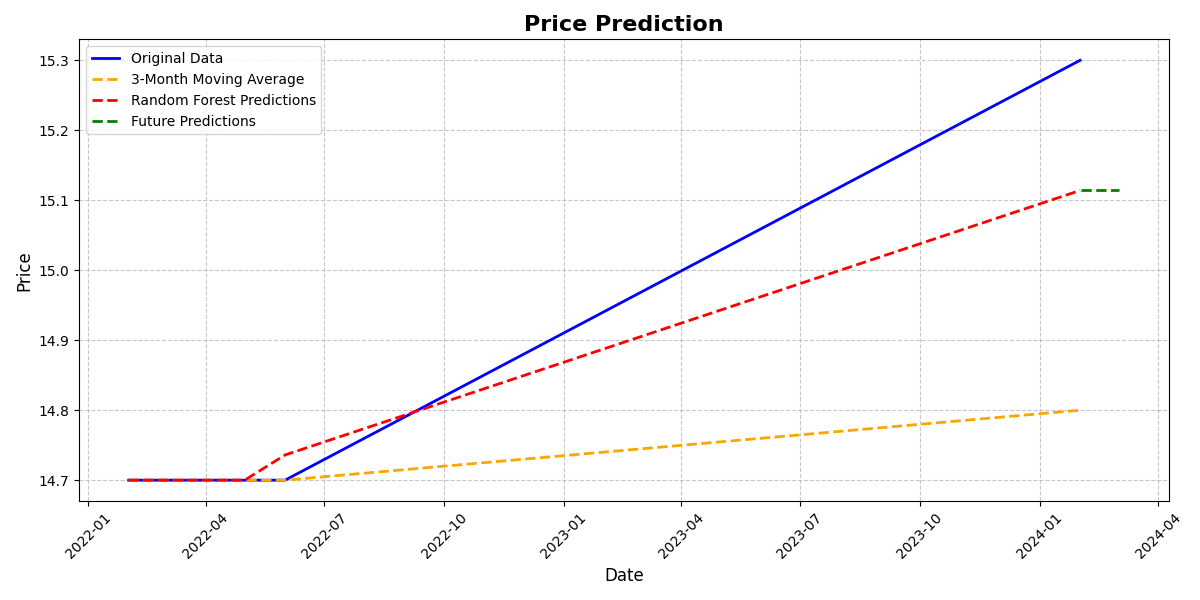 Price Prediction
Original Data
3-Month Moving Average
Random Forest Predictions
Future Predictions
15.3
15.2
15.1
15.0
14.9
14.8
14.7
Price
2022-01
2022-04
2022-07
2022-10
2023-01
2023-04
2023-07
2023-10
2024-01
2024-04
Date